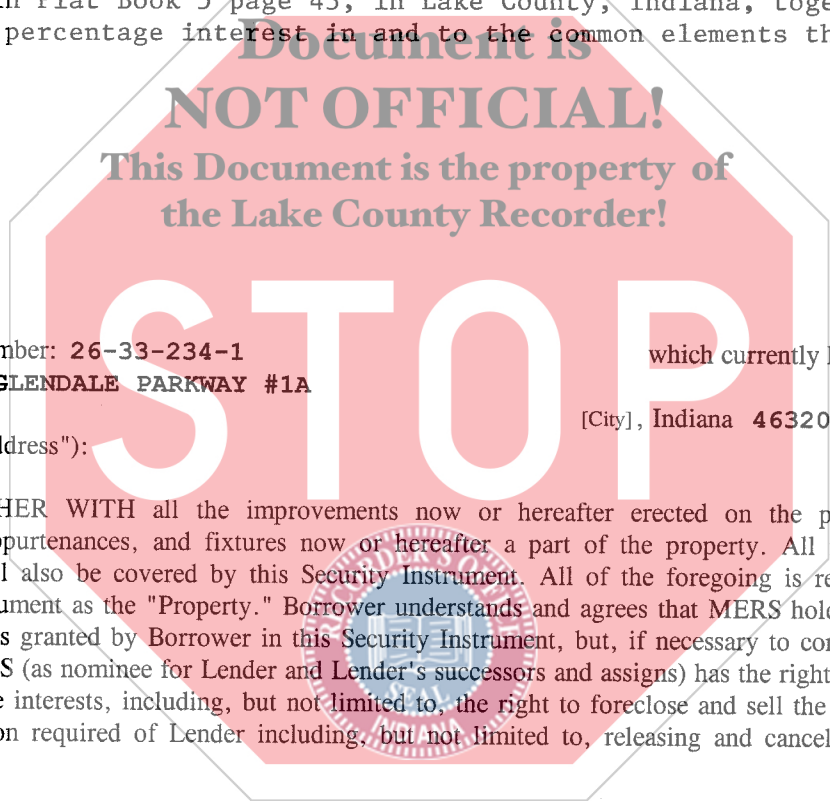 Plat Book 5 page 45, in Lake County, Indiana,
percentage interest in and to the common elements
Document is
NOT OFFICIAL!
This Document is the property of
the Lake County Recorder!
STOP
mber: 26-33-234-1
which currently
GLENDALE PARKWAY #1A
[City], Indiana 46320
ddress"):
HER WITH all the improvements now or hereafter erected on the p
ppurtenances, and fixtures now or hereafter a part of the property. All
l also be covered by this Security Instrument. All of the foregoing is re
ument as the "Property." Borrower understands and agrees that MERS hold
s granted by Borrower in this Security Instrument, but, if necessary to co
S (as nominee for Lender and Lender's successors and assigns) has the right
e interests, including, but not limited to, the right to foreclose and sell the
on required of Lender including, but not limited to, releasing and cancel
RECORDER'S OFFICE
SEAL
INDIANA